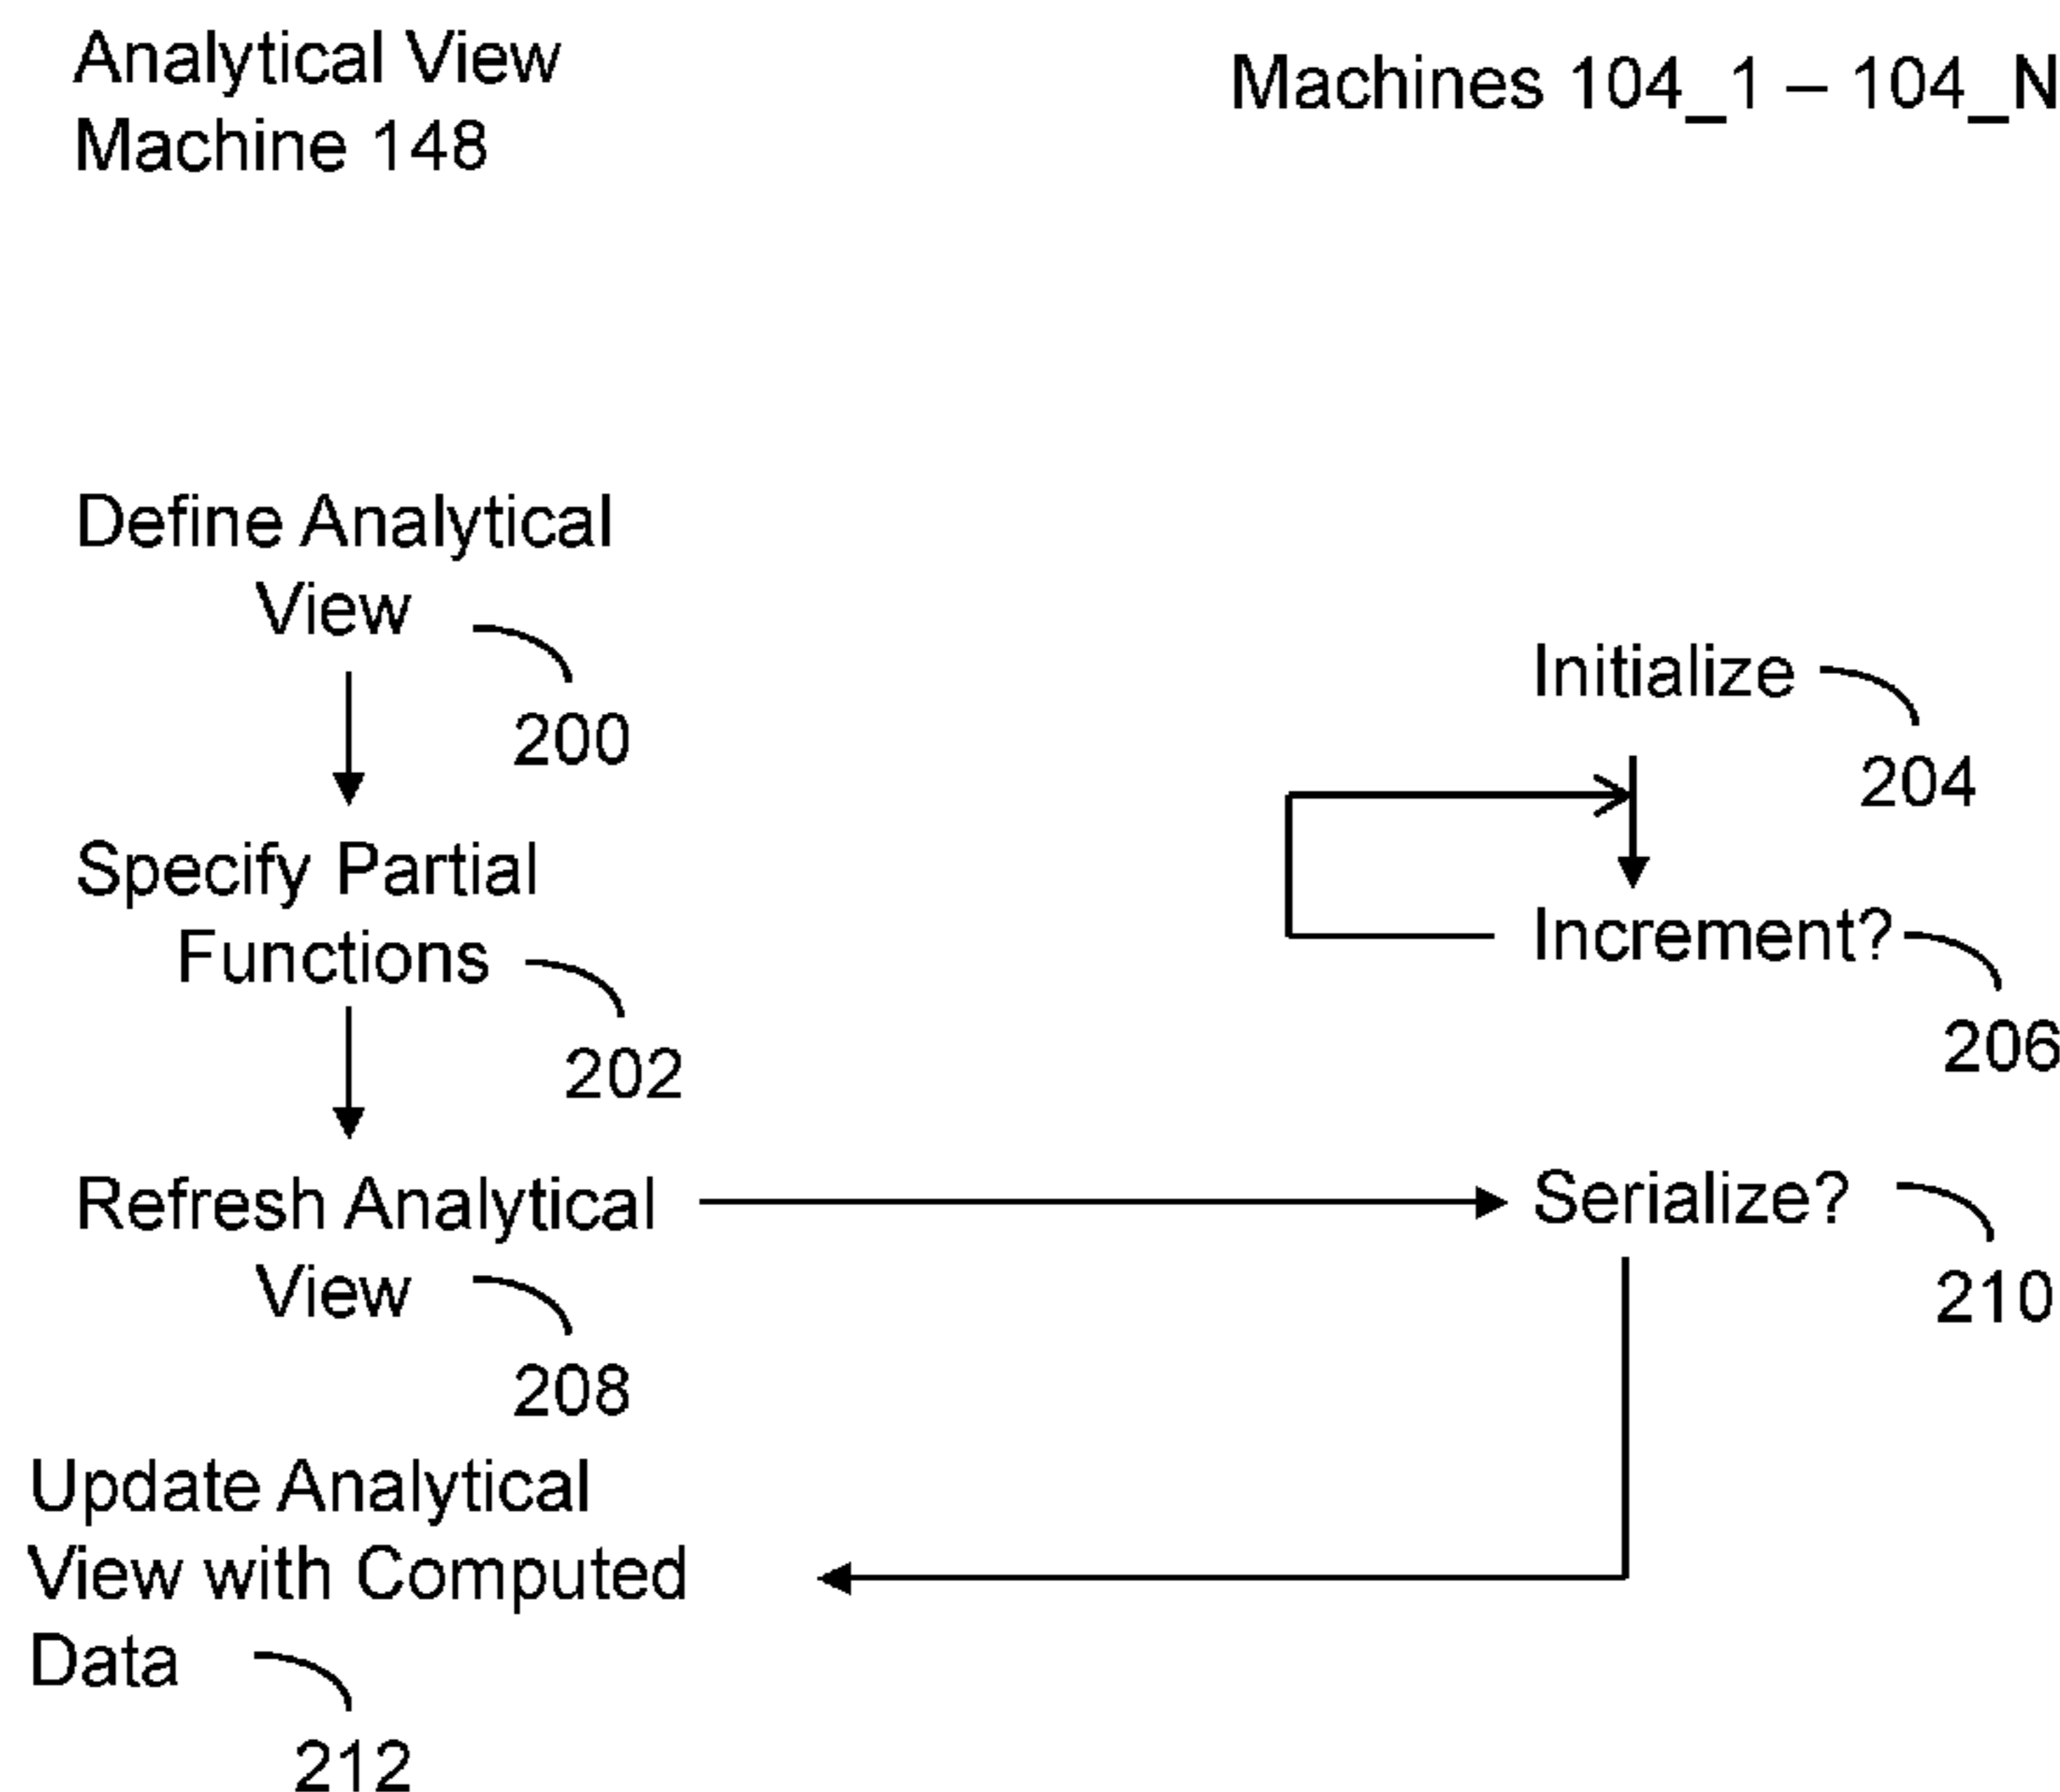 Analytical View
Machine 148
Machines 104_1 – 104_N
Define Analytical
View
200
Specify Partial
Functions
202
Refresh Analytical
View
208
Update Analytical
View with Computed
Data
212
Initialize
204
Increment?
206
Serialize?
210